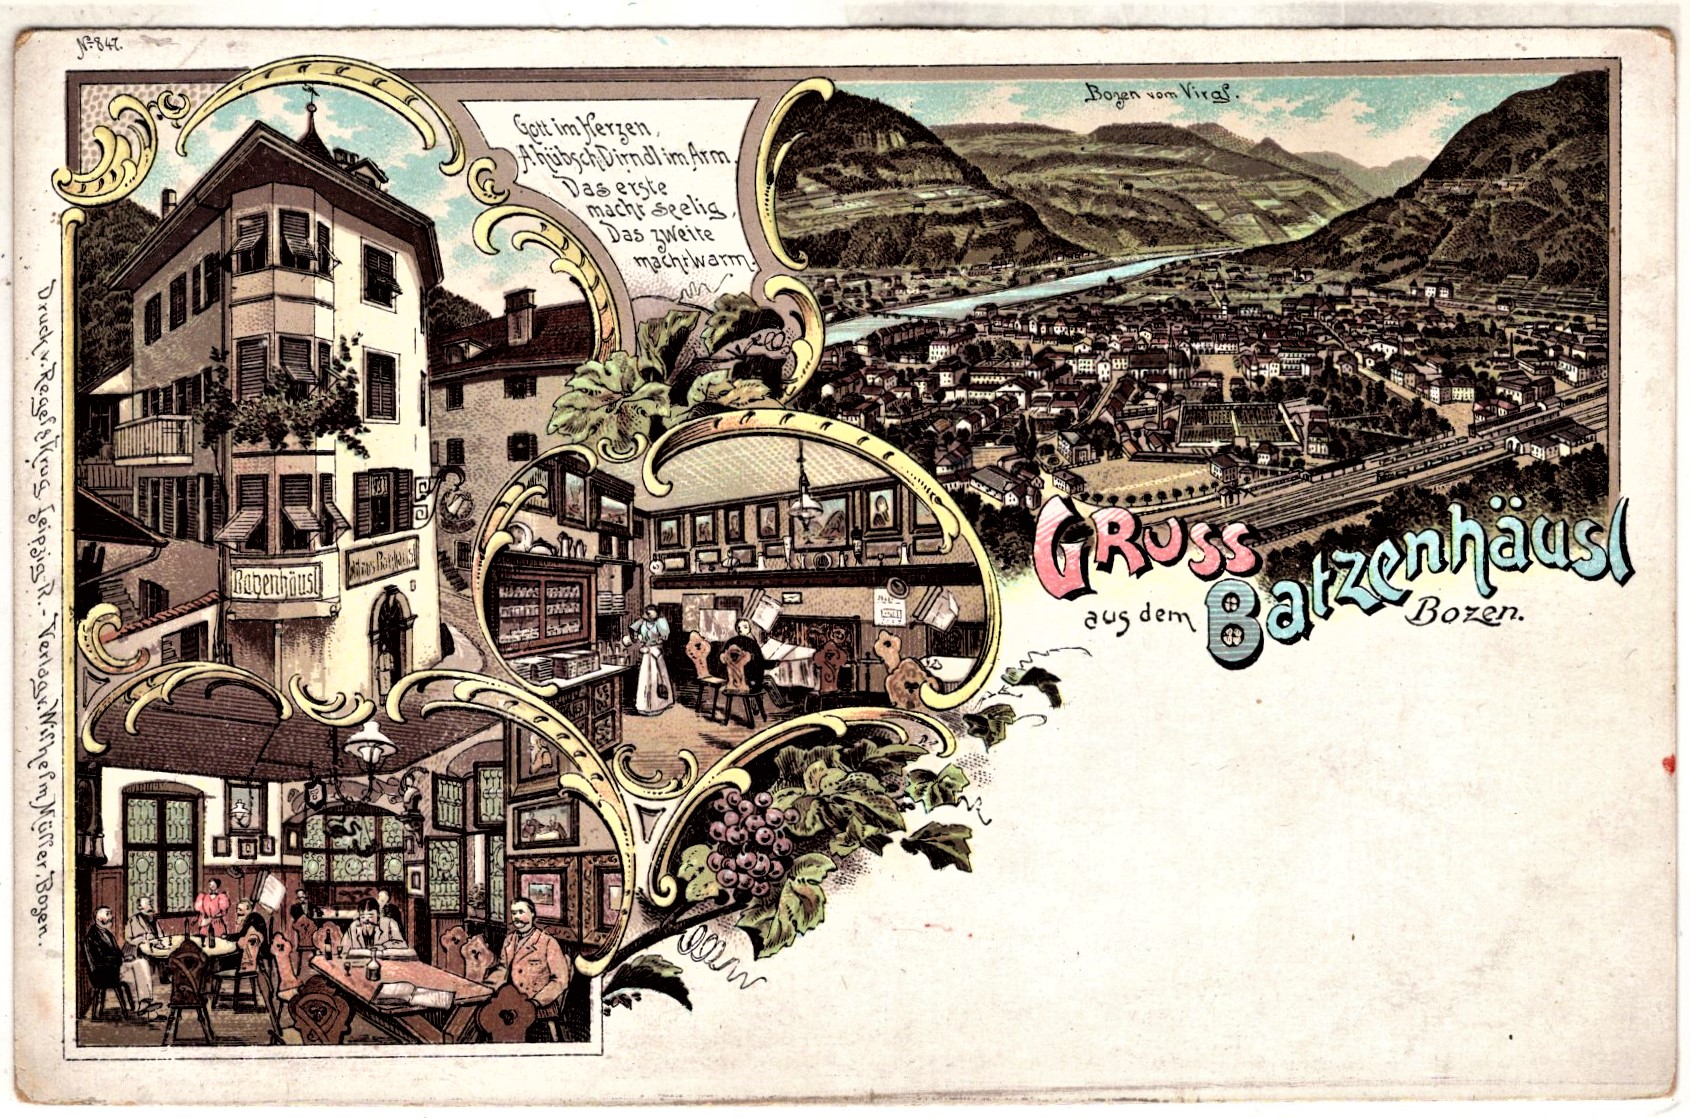 No 847.
Gott im Herzen,
A hübsch Dirndl im Arm,
Das erste
macht seelig,
Das zweite
macht warm.
Bozen vom Virgl.
GRUSS
aus dem Batzenhäusl
Bozen.
Batzenhäusl
Druck v. Regel & Krug, Leipzig R. - Verlag v. Wilhelm Müller, Bozen.